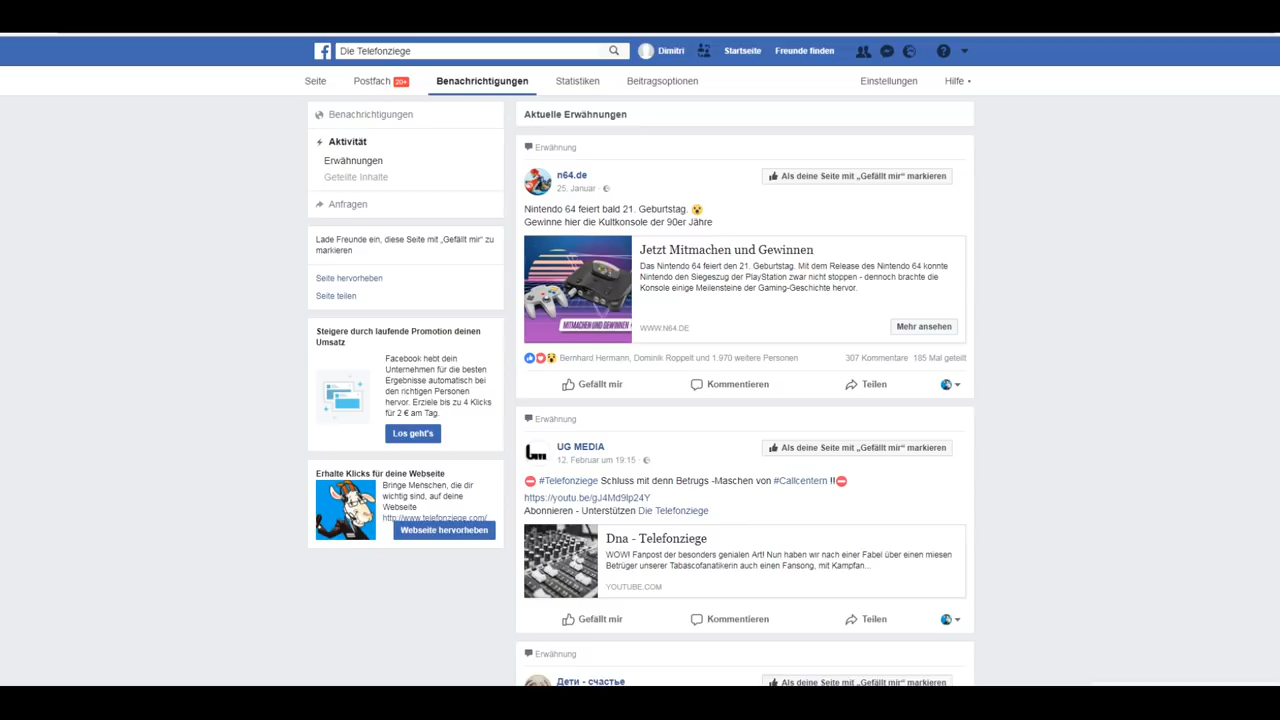 Die Telefonziege
Dimitri
Startseite
Freunde finden
Seite
Postfach 20+
Benachrichtigungen
Statistiken
Beitragsoptionen
Einstellungen
Hilfe
Benachrichtigungen
Aktivität
Erwähnungen
Geteilte Inhalte
Anfragen
Lade Freunde ein, diese Seite mit „Gefällt mir“ zu
markieren
Seite hervorheben
Seite teilen
Steigere durch laufende Promotion deinen
Umsatz
Facebook hebt dein
Unternehmen für die besten
Ergebnisse automatisch bei
den richtigen Personen
hervor. Erziele bis zu 4 Klicks
für 2 € am Tag.
Los geht's
Erhalte Klicks für deine Webseite
Bringe Menschen, die dir
wichtig sind, auf deine
Webseite
http://www.telefonziege.com/
Webseite hervorheben
Aktuelle Erwähnungen
Erwähnung
n64.de
25. Januar ·
Als deine Seite mit „Gefällt mir“ markieren
Nintendo 64 feiert bald 21. Geburtstag. 😮
Gewinne hier die Kultkonsole der 90er Jahre
MITMACHEN UND GEWINNEN
Jetzt Mitmachen und Gewinnen
Das Nintendo 64 feiert den 21. Geburtstag. Mit dem Release des Nintendo 64 konnte
Nintendo den Siegeszug der PlayStation zwar nicht stoppen - dennoch brachte die
Konsole einige Meilensteine der Gaming-Geschichte hervor.
WWW.N64.DE
Mehr ansehen
Bernhard Hermann, Dominik Roppelt und 1.970 weitere Personen
307 Kommentare 185 Mal geteilt
Gefällt mir
Kommentieren
Teilen
Erwähnung
UG MEDIA
12. Februar um 19:15 ·
Als deine Seite mit „Gefällt mir“ markieren
⛔ #Telefonziege Schluss mit denn Betrugs -Maschen von #Callcentern !!⛔
https://youtu.be/gJ4Md9lp24Y
Abonnieren - Unterstützen Die Telefonziege
Dna - Telefonziege
WOW! Fanpost der besonders genialen Art! Nun haben wir nach einer Fabel über einen miesen
Betrüger unserer Tabascofanatikerin auch einen Fansong, mit Kampfan...
YOUTUBE.COM
Gefällt mir
Kommentieren
Teilen
Erwähnung
Дети - счастье
Als deine Seite mit „Gefällt mir“ markieren